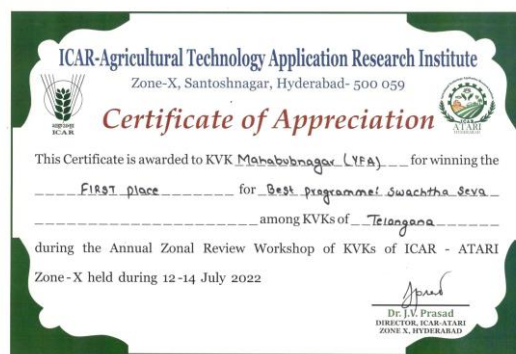 ICAR-Agricultural Technology Application Research Institute
Zone-X, Santoshnagar, Hyderabad- 500 059
ICAR
Certificate of Appreciation
ATARI
HYDERABAD
This Certificate is awarded to KVK Mahabubnagar (YFA) for winning the
FIRST place for Best programmei Swachtha Seva
among KVKs of Telangana
during the Annual Zonal Review Workshop of KVKs of ICAR - ATARI
Zone-X held during 12-14 July 2022
Dr. J.V. Prasad
DIRECTOR, ICAR-ATARI
ZONE X, HYDERABAD